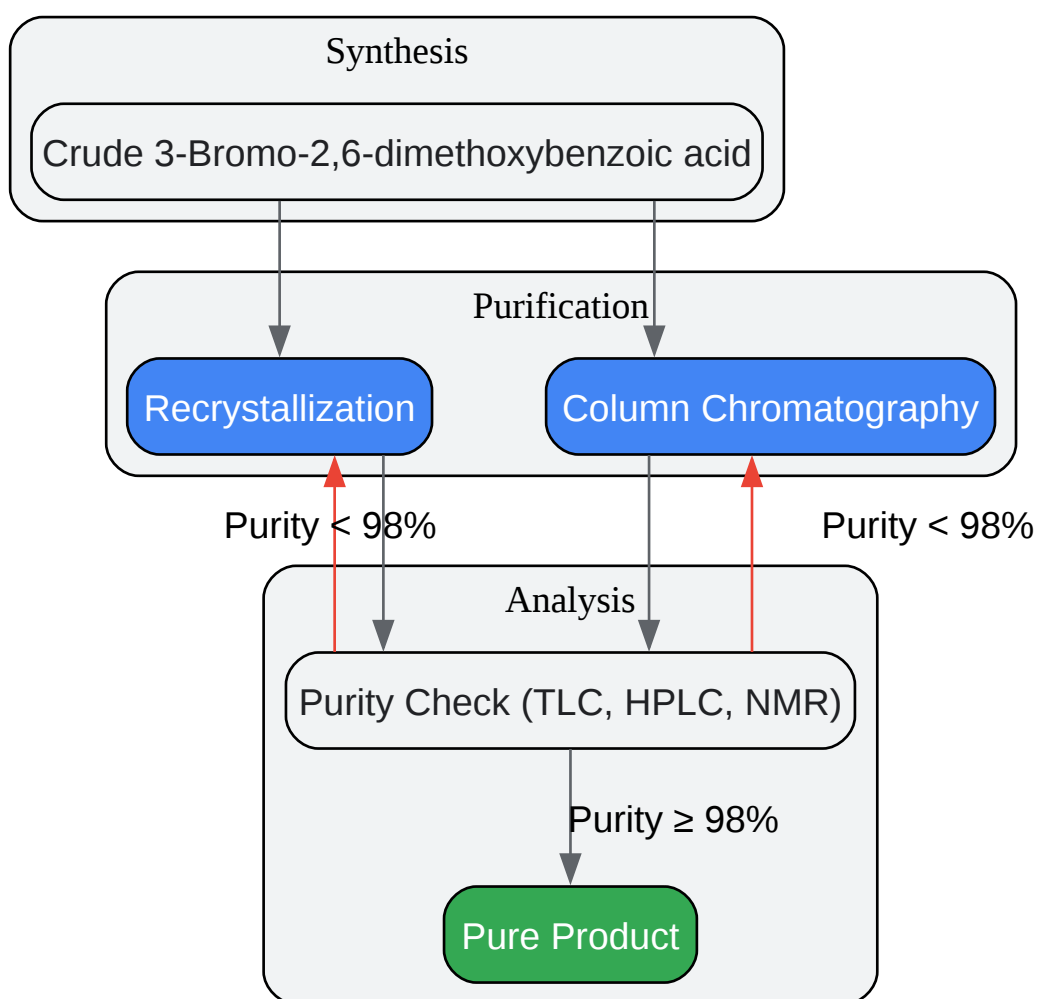 Synthesis
Crude 3-Bromo-2,6-dimethoxybenzoic acid
Purification
Recrystallization
Column Chromatography
Purity < 98%
Purity < 98%
Analysis
Purity Check (TLC, HPLC, NMR)
Purity ≥ 98%
Pure Product